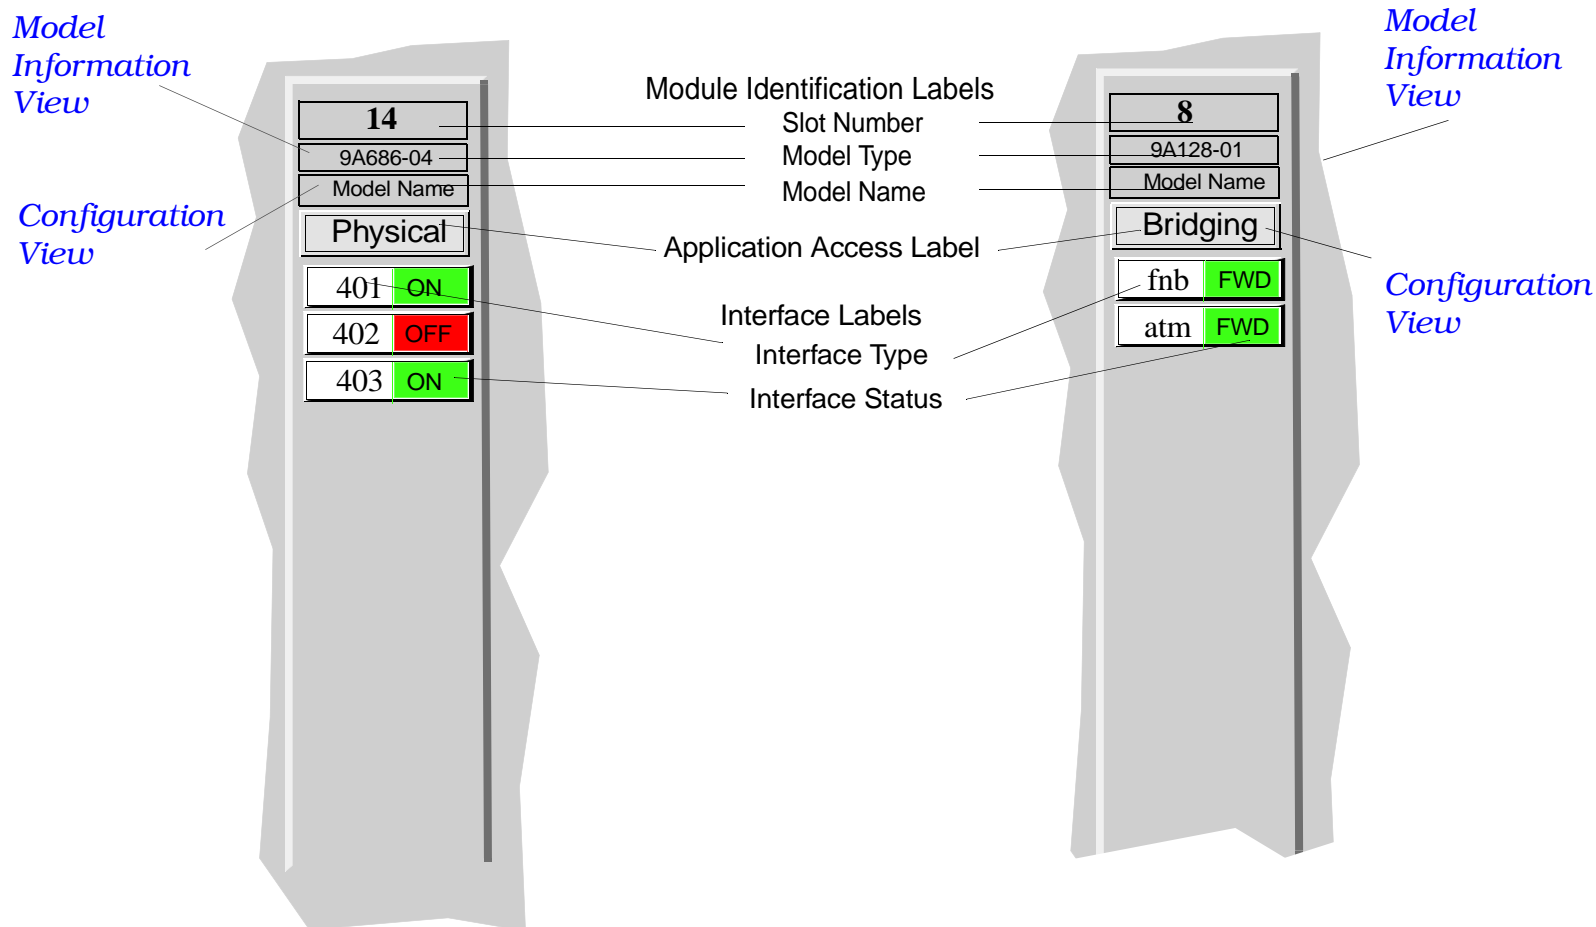 Model
Information
View
Configuration
View
14
9A686-04
Model Name
Physical
401 ON
402 OFF
403 ON
Module Identification Labels
Slot Number
Model Type
Model Name
Application Access Label
Interface Labels
Interface Type
Interface Status
8
9A128-01
Model Name
Bridging
fnb FWD
atm FWD
Model
Information
View
Configuration
View